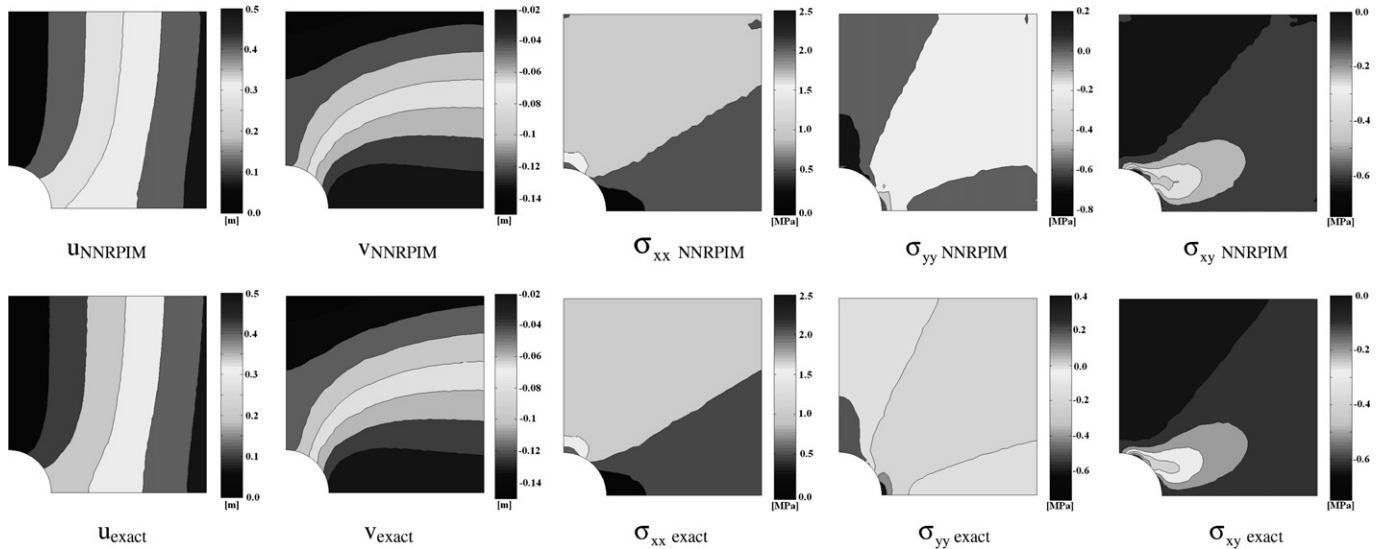 0.5
0.4
0.3
0.2
0.1
0.0
[m]
u NNRPIM
-0.02
-0.04
-0.06
-0.08
-0.1
-0.12
-0.14
[m]
v NNRPIM
2.5
2.0
1.5
1.0
0.5
0.0
[MPa]
σxx NNRPIM
0.2
0.0
-0.2
-0.4
-0.6
-0.8
[MPa]
σyy NNRPIM
0.0
-0.2
-0.4
-0.6
[MPa]
σxy NNRPIM
0.5
0.4
0.3
0.2
0.1
0.0
[m]
u exact
-0.02
-0.04
-0.06
-0.08
-0.1
-0.12
-0.14
[m]
v exact
2.5
2.0
1.5
1.0
0.5
0.0
[MPa]
σxx exact
0.4
0.2
0.0
-0.2
-0.4
-0.6
[MPa]
σyy exact
0.0
-0.2
-0.4
-0.6
[MPa]
σxy exact